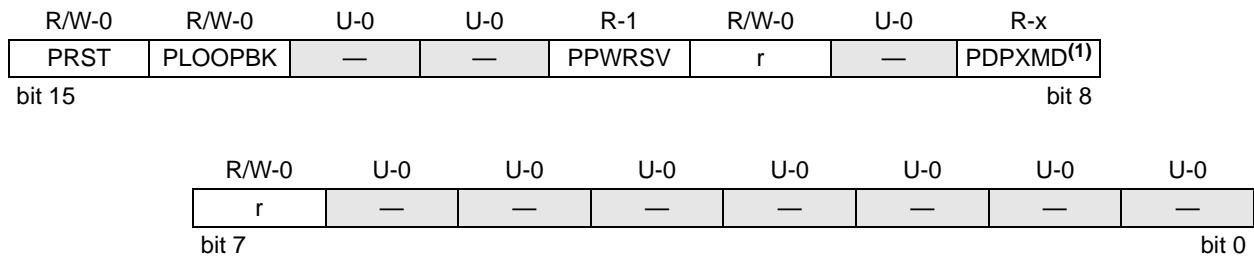 R/W-0 R/W-0 U-0 U-0 R-1 R/W-0 U-0 R-x
PRST PLOOPBK — — PPWRSV r — PDPXMD(1)
bit 15 bit 8
R/W-0 U-0 U-0 U-0 U-0 U-0 U-0 U-0
r — — — — — — —
bit 7 bit 0